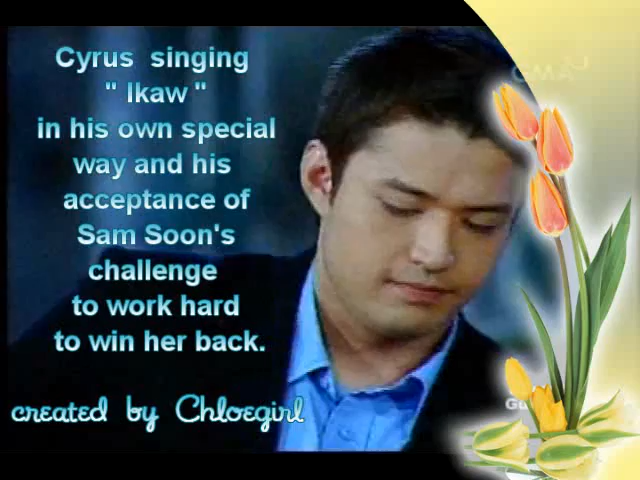 Cyrus singing
" Ikaw "
in his own special
way and his
acceptance of
Sam Soon's
challenge
to work hard
to win her back.
created by Chloegirl
GMA